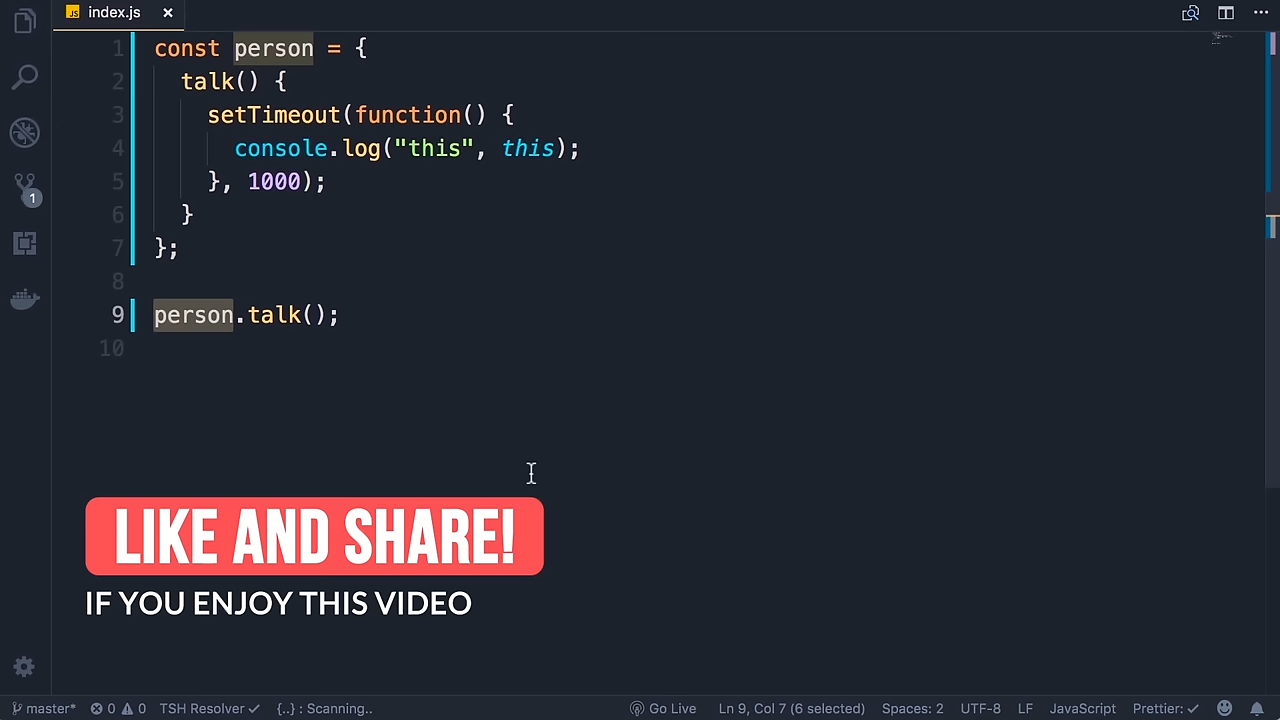 index.js
1 const person = {
2 talk() {
3 setTimeout(function() {
4 console.log("this", this);
5 }, 1000);
6 }
7 };
8
9 person.talk();
10
1
LIKE AND SHARE!
IF YOU ENJOY THIS VIDEO
master* 0 0 TSH Resolver {..} : Scanning.. Go Live Ln 9, Col 7 (6 selected) Spaces: 2 UTF-8 LF JavaScript Prettier: